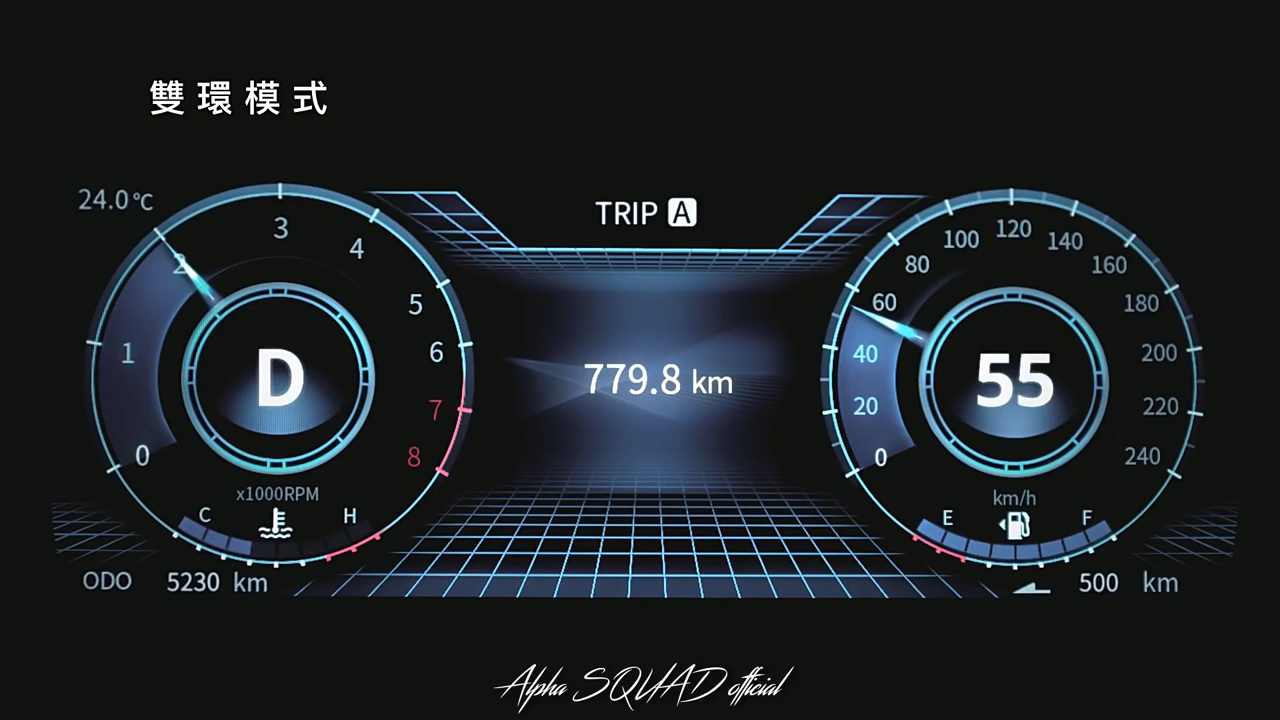 雙環模式
24.0℃
TRIP A
0
1
2
3
4
5
6
7
8
D
x1000RPM
C
H
779.8 km
0
20
40
60
80
100
120
140
160
180
200
220
240
55
km/h
E
F
ODO 5230 km
500 km
Alpha SQUAD official